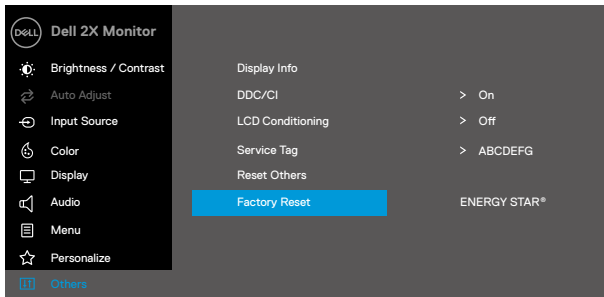 DELL Dell 2X Monitor
Brightness / Contrast
Auto Adjust
Input Source
Color
Display
Audio
Menu
Personalize
Others
Display Info
DDC/CI > On
LCD Conditioning > Off
Service Tag > ABCDEFG
Reset Others
Factory Reset ENERGY STAR®